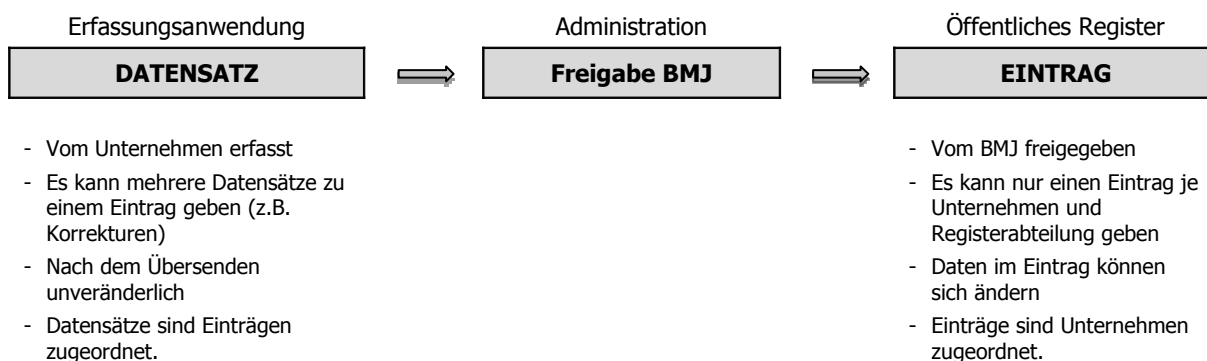 Erfassungsanwendung
DATENSATZ
- Vom Unternehmen erfasst
- Es kann mehrere Datensätze zu
einem Eintrag geben (z.B.
Korrekturen)
- Nach dem Übersenden
unveränderlich
- Datensätze sind Einträgen
zugeordnet.
Administration
Freigabe BMJ
Öffentliches Register
EINTRAG
- Vom BMJ freigegeben
- Es kann nur einen Eintrag je
Unternehmen und
Registerabteilung geben
- Daten im Eintrag können
sich ändern
- Einträge sind Unternehmen
zugeordnet.